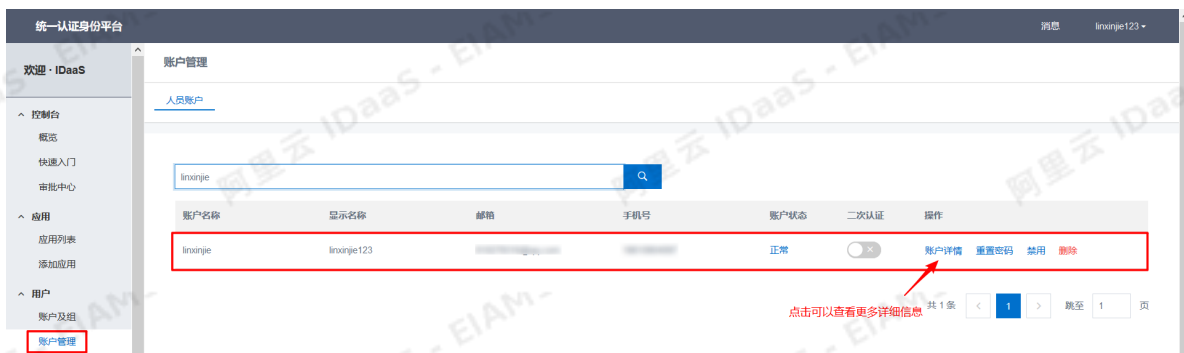 统一认证身份平台
消息
linxinjie123
欢迎 · IDaaS
账户管理
人员账户
控制台
概览
快速入门
审批中心
应用
应用列表
添加应用
用户
账户及组
账户管理
linxinjie
账户名称 显示名称 邮箱 手机号 账户状态 二次认证 操作
linxinjie linxinjie123 正常 账户详情 重置密码 禁用 删除
点击可以查看更多详细信息
共 1 条 < 1 > 跳至 1 页
阿里云 IDaaS - EIAM